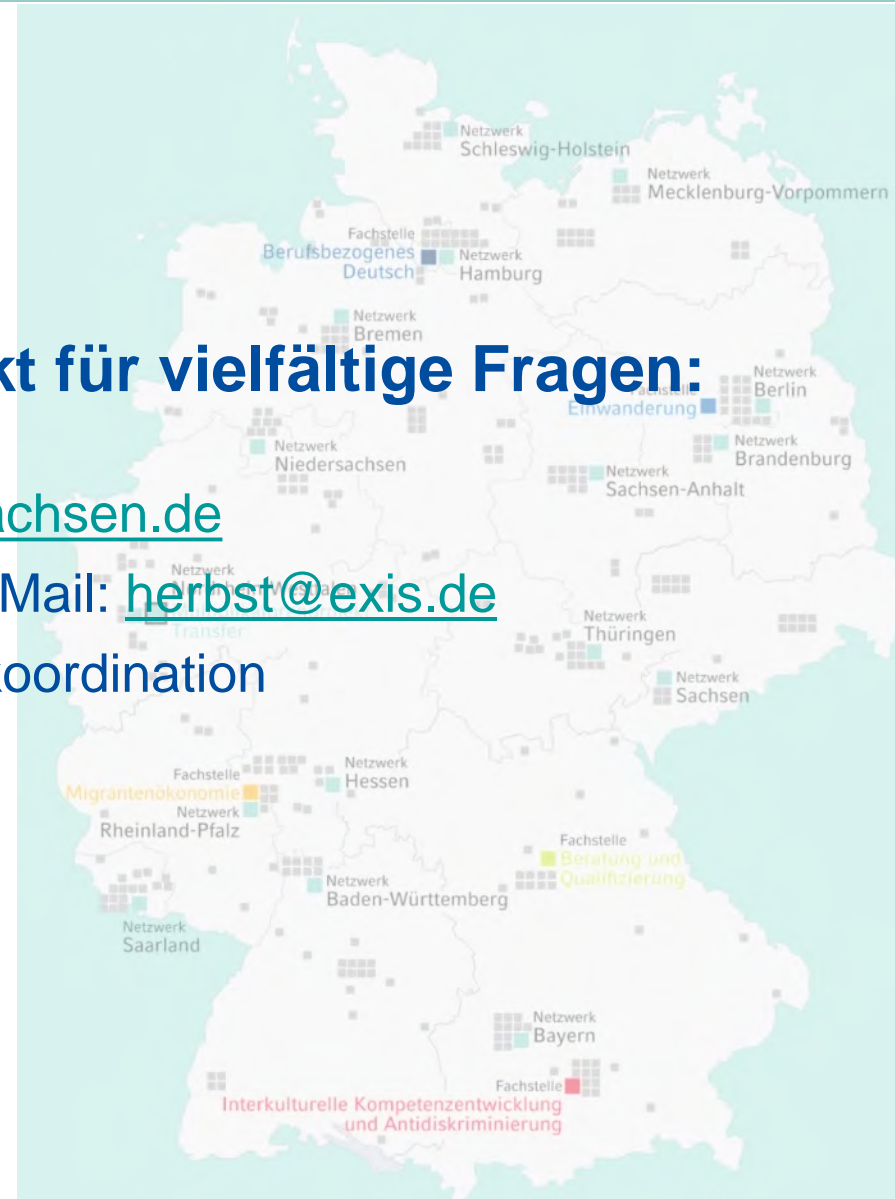 Netzwerk
Schleswig-Holstein
Netzwerk
Mecklenburg-Vorpommern
Fachstelle
Berufsbezogenes
Deutsch
Netzwerk
Hamburg
Netzwerk
Bremen
kt für vielfältige Fragen:
Netzwerk
Berlin
Fachstelle
Einwanderung
Netzwerk
Brandenburg
Netzwerk
Niedersachsen
Netzwerk
Sachsen-Anhalt
achsen.de
Netzwerk
Nordrhein-Westfalen
Mail: herbst@exis.de
Transfer
Netzwerk
Thüringen
koordination
Netzwerk
Sachsen
Fachstelle
Migrantenökonomie
Netzwerk
Hessen
Netzwerk
Rheinland-Pfalz
Fachstelle
Beratung und
Qualifizierung
Netzwerk
Baden-Württemberg
Netzwerk
Saarland
Netzwerk
Bayern
Fachstelle
Interkulturelle Kompetenzentwicklung
und Antidiskriminierung